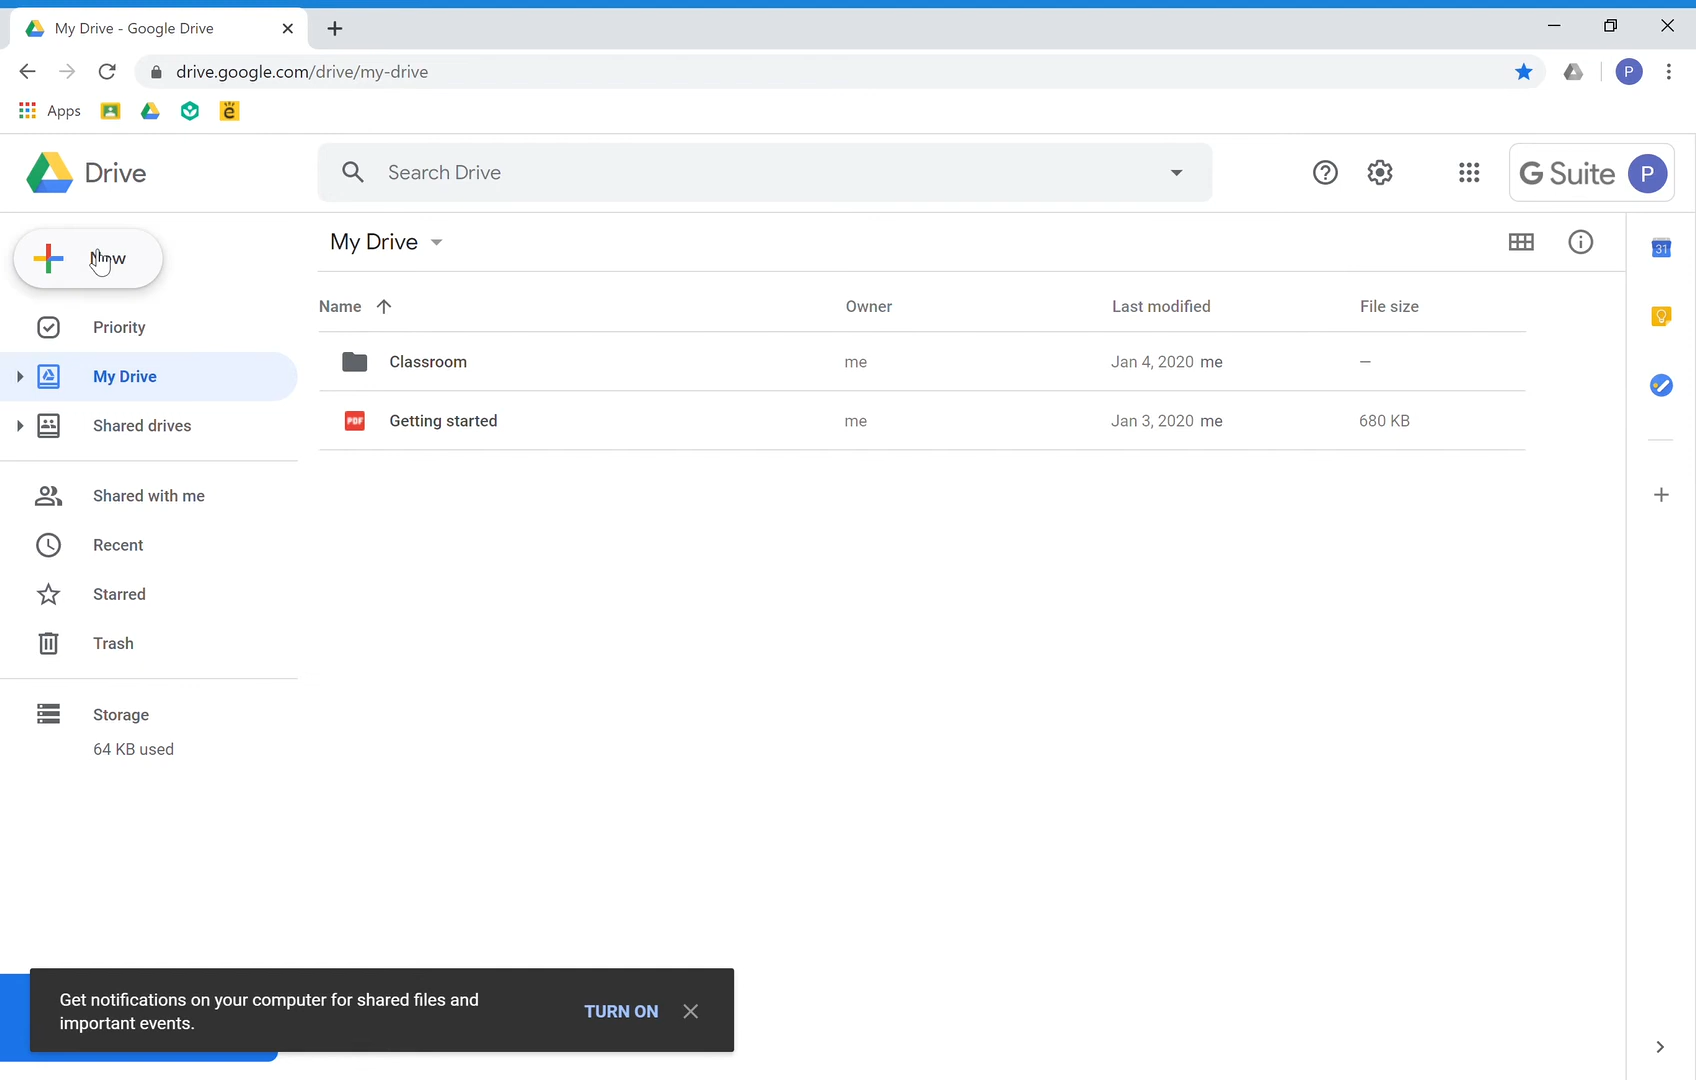 My Drive - Google Drive
drive.google.com/drive/my-drive
P
Apps
Drive
Search Drive
G Suite P
New
My Drive
31
Name Owner Last modified File size
Priority
Classroom me Jan 4, 2020 me –
My Drive
PDF Getting started me Jan 3, 2020 me 680 KB
Shared drives
Shared with me
Recent
Starred
Trash
Storage
64 KB used
Get notifications on your computer for shared files and
important events.
TURN ON